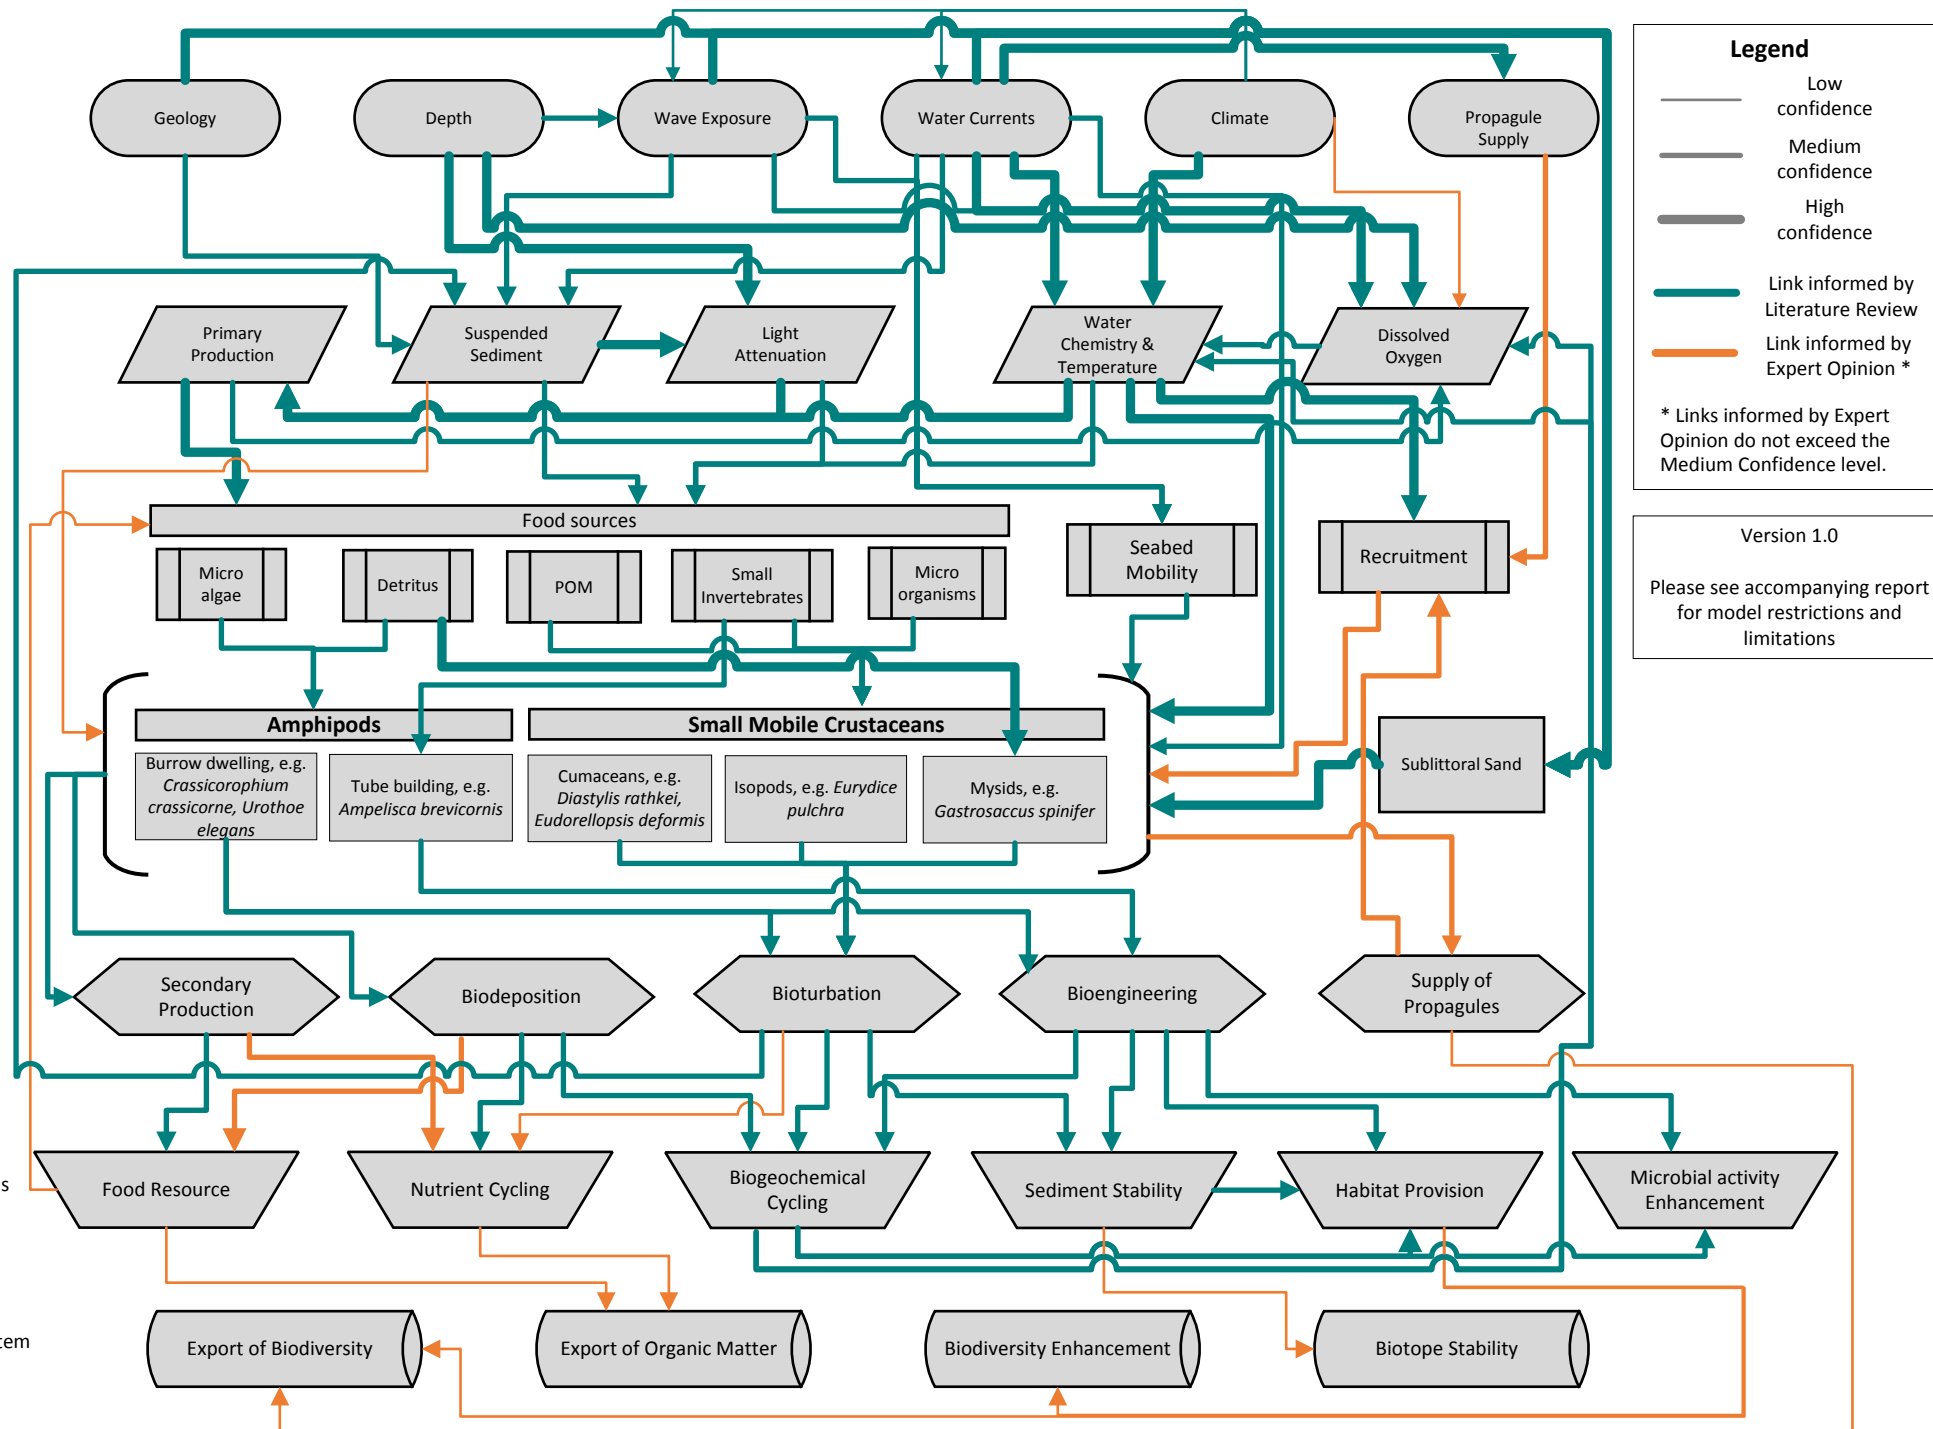 Geology
Depth
Wave Exposure
Water Currents
Climate
Propagule
Supply
Legend
Low
confidence
Medium
confidence
High
confidence
Link informed by
Literature Review
Link informed by
Expert Opinion *
* Links informed by Expert
Opinion do not exceed the
Medium Confidence level.
Version 1.0
Please see accompanying report
for model restrictions and
limitations
Primary
Production
Suspended
Sediment
Light
Attenuation
Water
Chemistry &
Temperature
Dissolved
Oxygen
Food sources
Micro
algae
Detritus
POM
Small
Invertebrates
Micro
organisms
Seabed
Mobility
Recruitment
Amphipods
Small Mobile Crustaceans
Burrow dwelling, e.g.
Crassicorophium
crassicorne, Urothoe
elegans
Tube building, e.g.
Ampelisca brevicornis
Cumaceans, e.g.
Diastylis rathkei,
Eudorellopsis deformis
Isopods, e.g. Eurydice
pulchra
Mysids, e.g.
Gastrosaccus spinifer
Sublittoral Sand
Secondary
Production
Biodeposition
Bioturbation
Bioengineering
Supply of
Propagules
s
Food Resource
Nutrient Cycling
Biogeochemical
Cycling
Sediment Stability
Habitat Provision
Microbial activity
Enhancement
tem
Export of Biodiversity
Export of Organic Matter
Biodiversity Enhancement
Biotope Stability